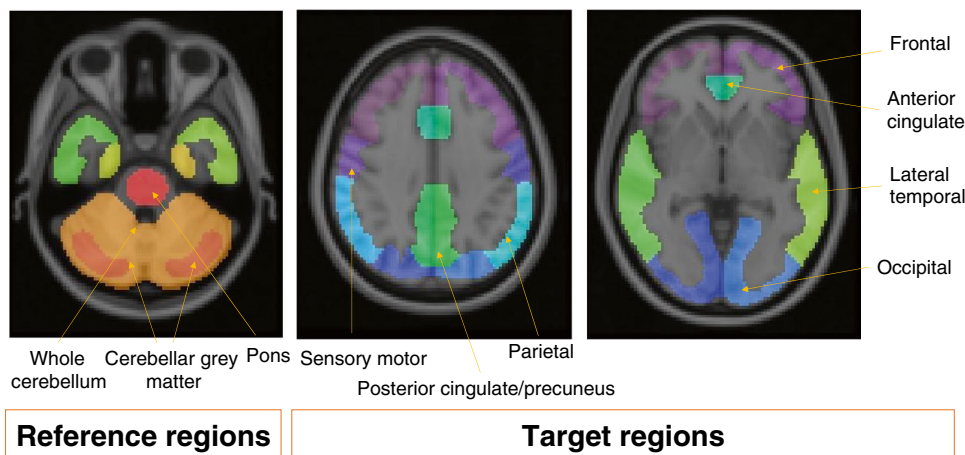 Frontal
Anterior
cingulate
Lateral
temporal
Occipital
Whole
cerebellum
Cerebellar grey
matter
Pons
Sensory motor
Parietal
Posterior cingulate/precuneus
Reference regions
Target regions